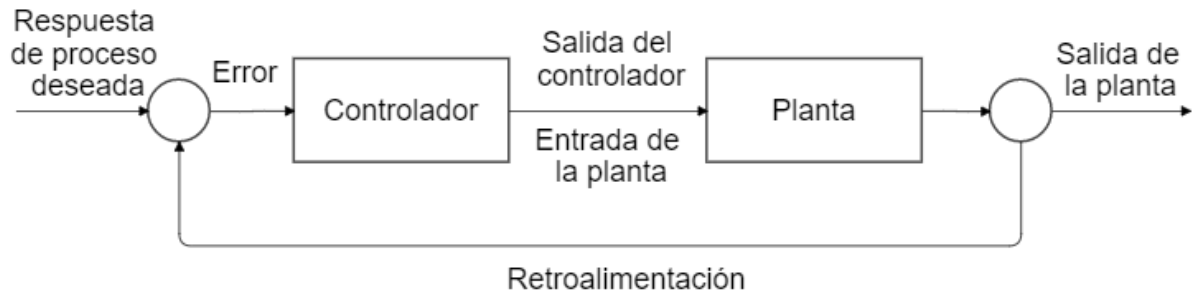 Respuesta
de proceso
deseada
Error
Controlador
Salida del
controlador
Entrada de
la planta
Planta
Salida de
la planta
Retroalimentación